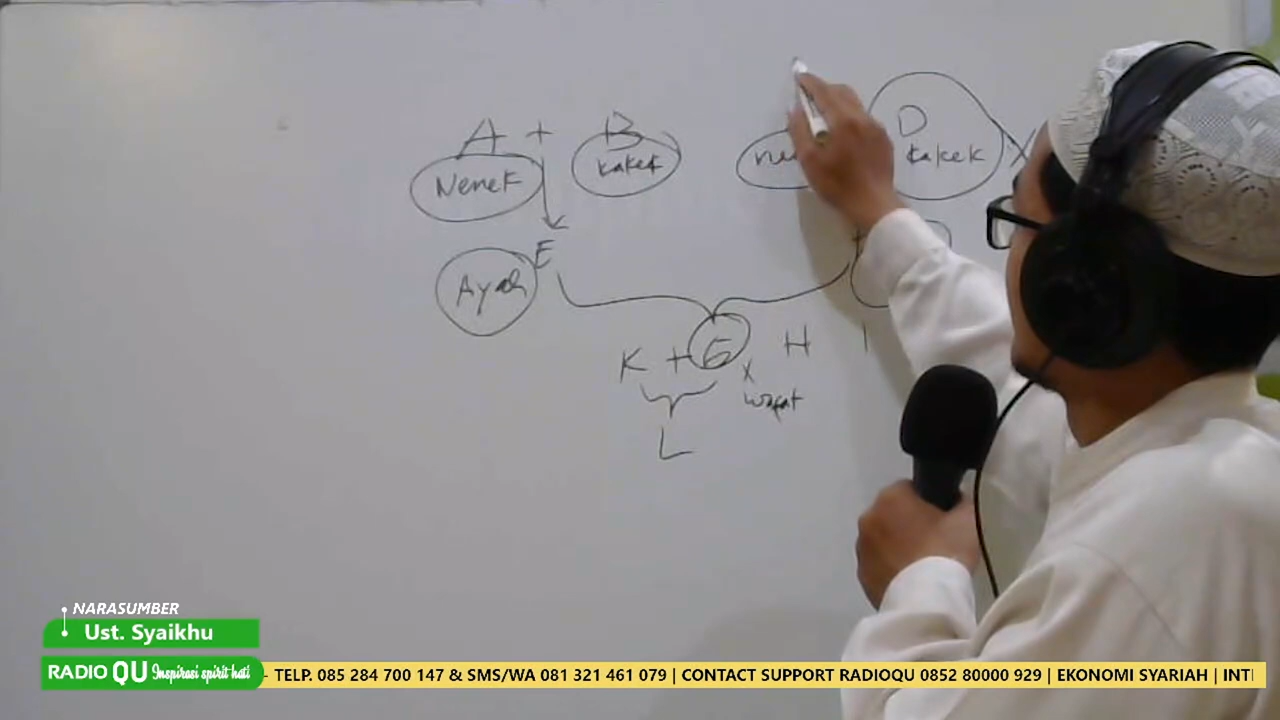 A + B
D
Nenek
kakek
kakek X
E
Ayah
K + G H
x
wafat
L
NARASUMBER
Ust. Syaikhu
RADIO QU Inspirasi spirit hati
- TELP. 085 284 700 147 & SMS/WA 081 321 461 079 | CONTACT SUPPORT RADIOQU 0852 80000 929 | EKONOMI SYARIAH |